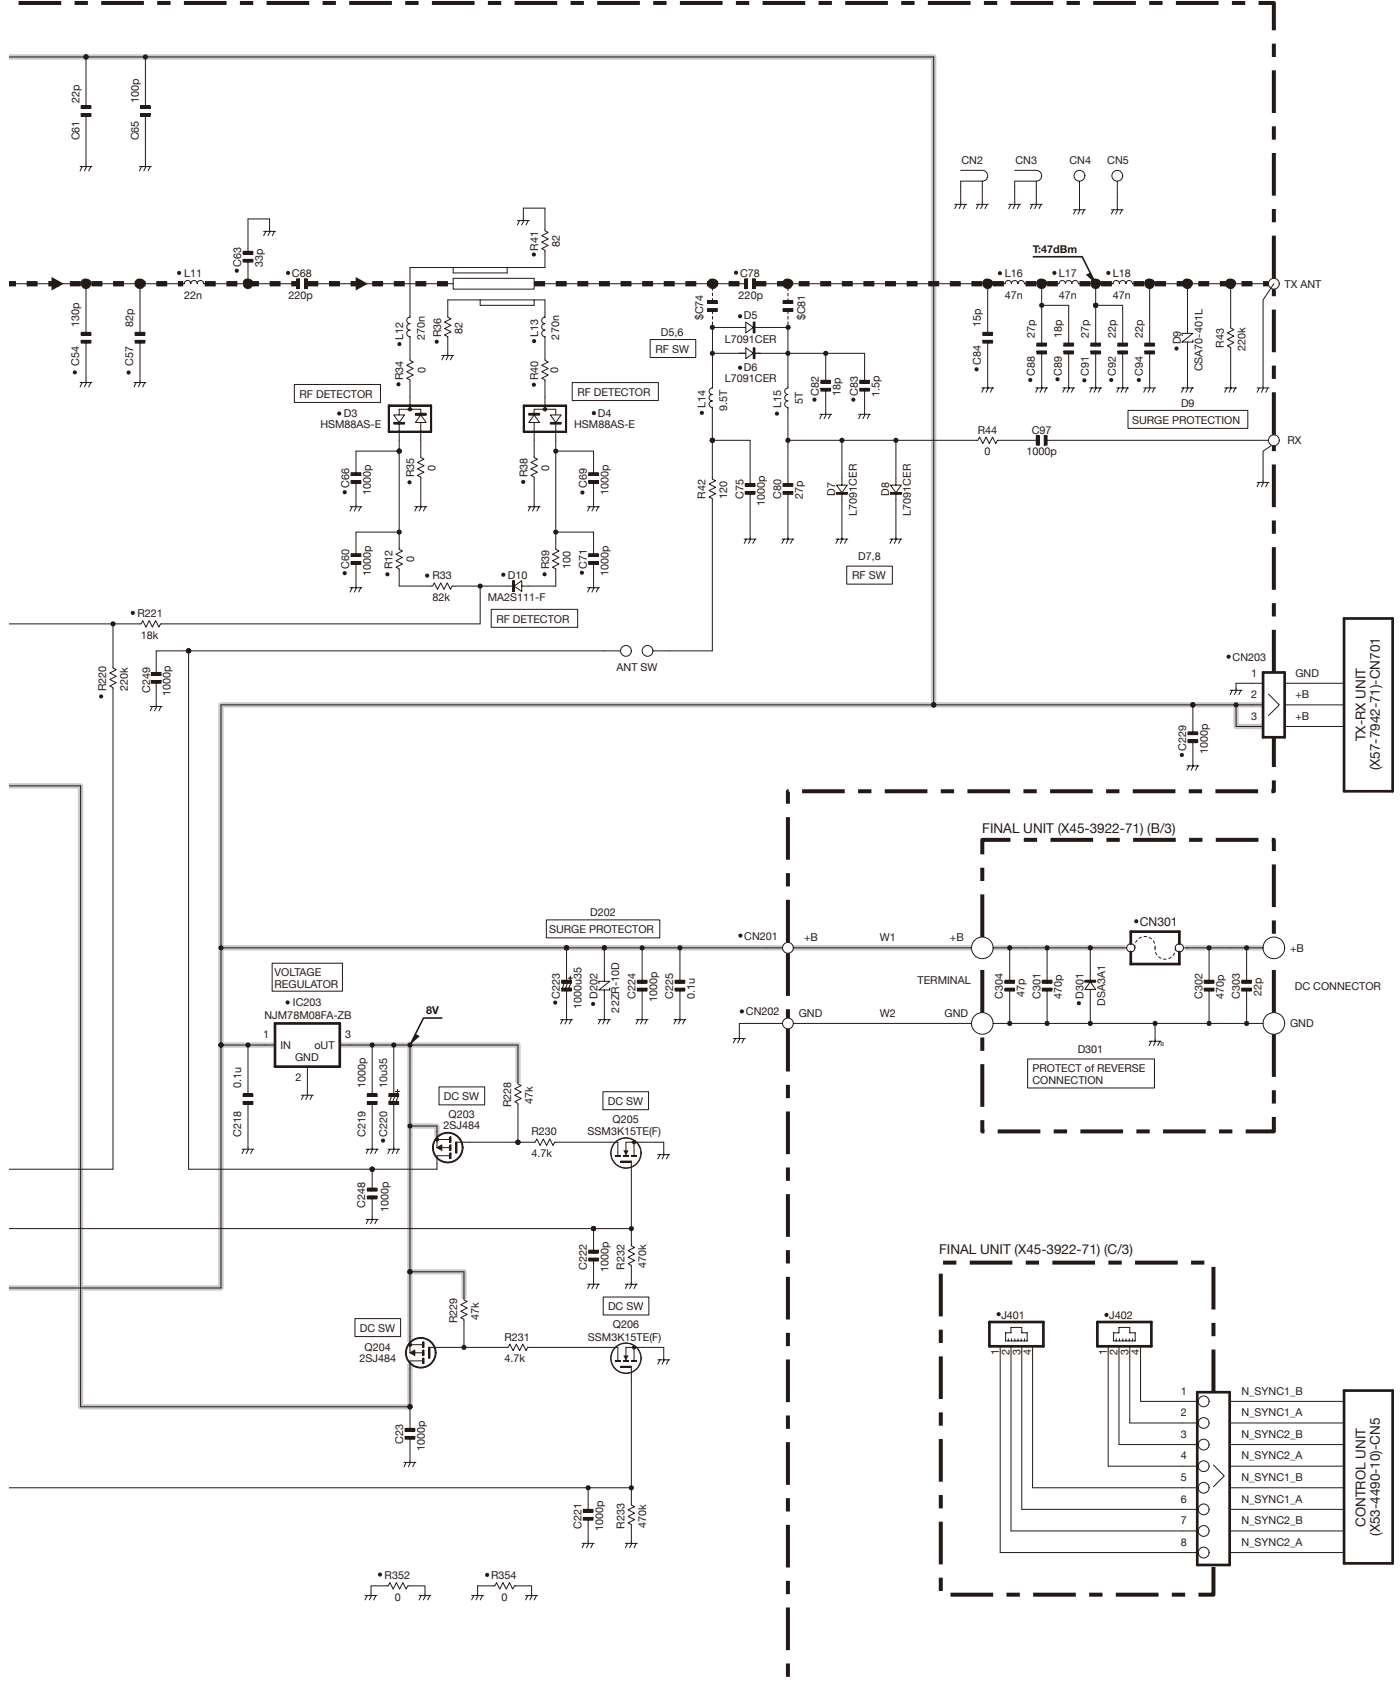 22p
C61
100p
C65
CN2
CN3
CN4
CN5
T:47dBm
C63
33p
R41
82
L11
22n
C68
220p
C78
220p
L16
47n
L17
47n
L18
47n
TX ANT
130p
C54
82p
C57
L12
270n
R36
82
L13
270n
$C74
$C81
D5,6
RF SW
D5
L7091CER
D6
L7091CER
15p
C84
27p
C88
18p
C89
27p
C91
22p
C92
22p
C94
D9
CSA70-401L
R43
220k
R34
0
R40
0
RF DETECTOR
RF DETECTOR
D3
HSM88AS-E
D4
HSM88AS-E
L14
9.5T
L15
5T
C82
18p
C83
1.5p
D9
SURGE PROTECTION
R44
0
C97
1000p
RX
C66
1000p
R35
0
R38
0
C69
1000p
R42
120
C75
1000p
C80
27p
D7
L7091CER
D8
L7091CER
D7,8
RF SW
C60
1000p
R12
0
R39
100
C71
1000p
R33
82k
D10
MA2S111-F
RF DETECTOR
R221
18k
R220
220k
C249
1000p
ANT SW
CN203
1
2
3
GND
+B
+B
TX-RX UNIT
(X57-7942-71)-CN701
C229
1000p
FINAL UNIT (X45-3922-71) (B/3)
D202
SURGE PROTECTOR
CN201
+B
W1
+B
CN301
+B
C223
1000u35
D202
22ZR-10D
C224
1000p
C225
0.1u
TERMINAL
C304
47p
C301
470p
D301
DSA3A1
C302
470p
C303
22p
DC CONNECTOR
CN202
GND
W2
GND
GND
D301
PROTECT of REVERSE
CONNECTION
VOLTAGE
REGULATOR
IC203
NJM78M08FA-ZB
1
3
IN
oUT
GND
2
8V
0.1u
C218
1000p
C219
10u35
C220
DC SW
Q203
2SJ484
R228
47k
R230
4.7k
DC SW
Q205
SSM3K15TE(F)
C248
1000p
C222
1000p
R232
470k
DC SW
Q204
2SJ484
R229
47k
R231
4.7k
DC SW
Q206
SSM3K15TE(F)
C23
1000p
C221
1000p
R233
470k
R352
0
R354
0
FINAL UNIT (X45-3922-71) (C/3)
J401
1
2
3
4
J402
1
2
3
4
1
N_SYNC1_B
2
N_SYNC1_A
3
N_SYNC2_B
4
N_SYNC2_A
5
N_SYNC1_B
6
N_SYNC1_A
7
N_SYNC2_B
8
N_SYNC2_A
CONTROL UNIT
(X53-4490-10)-CN5